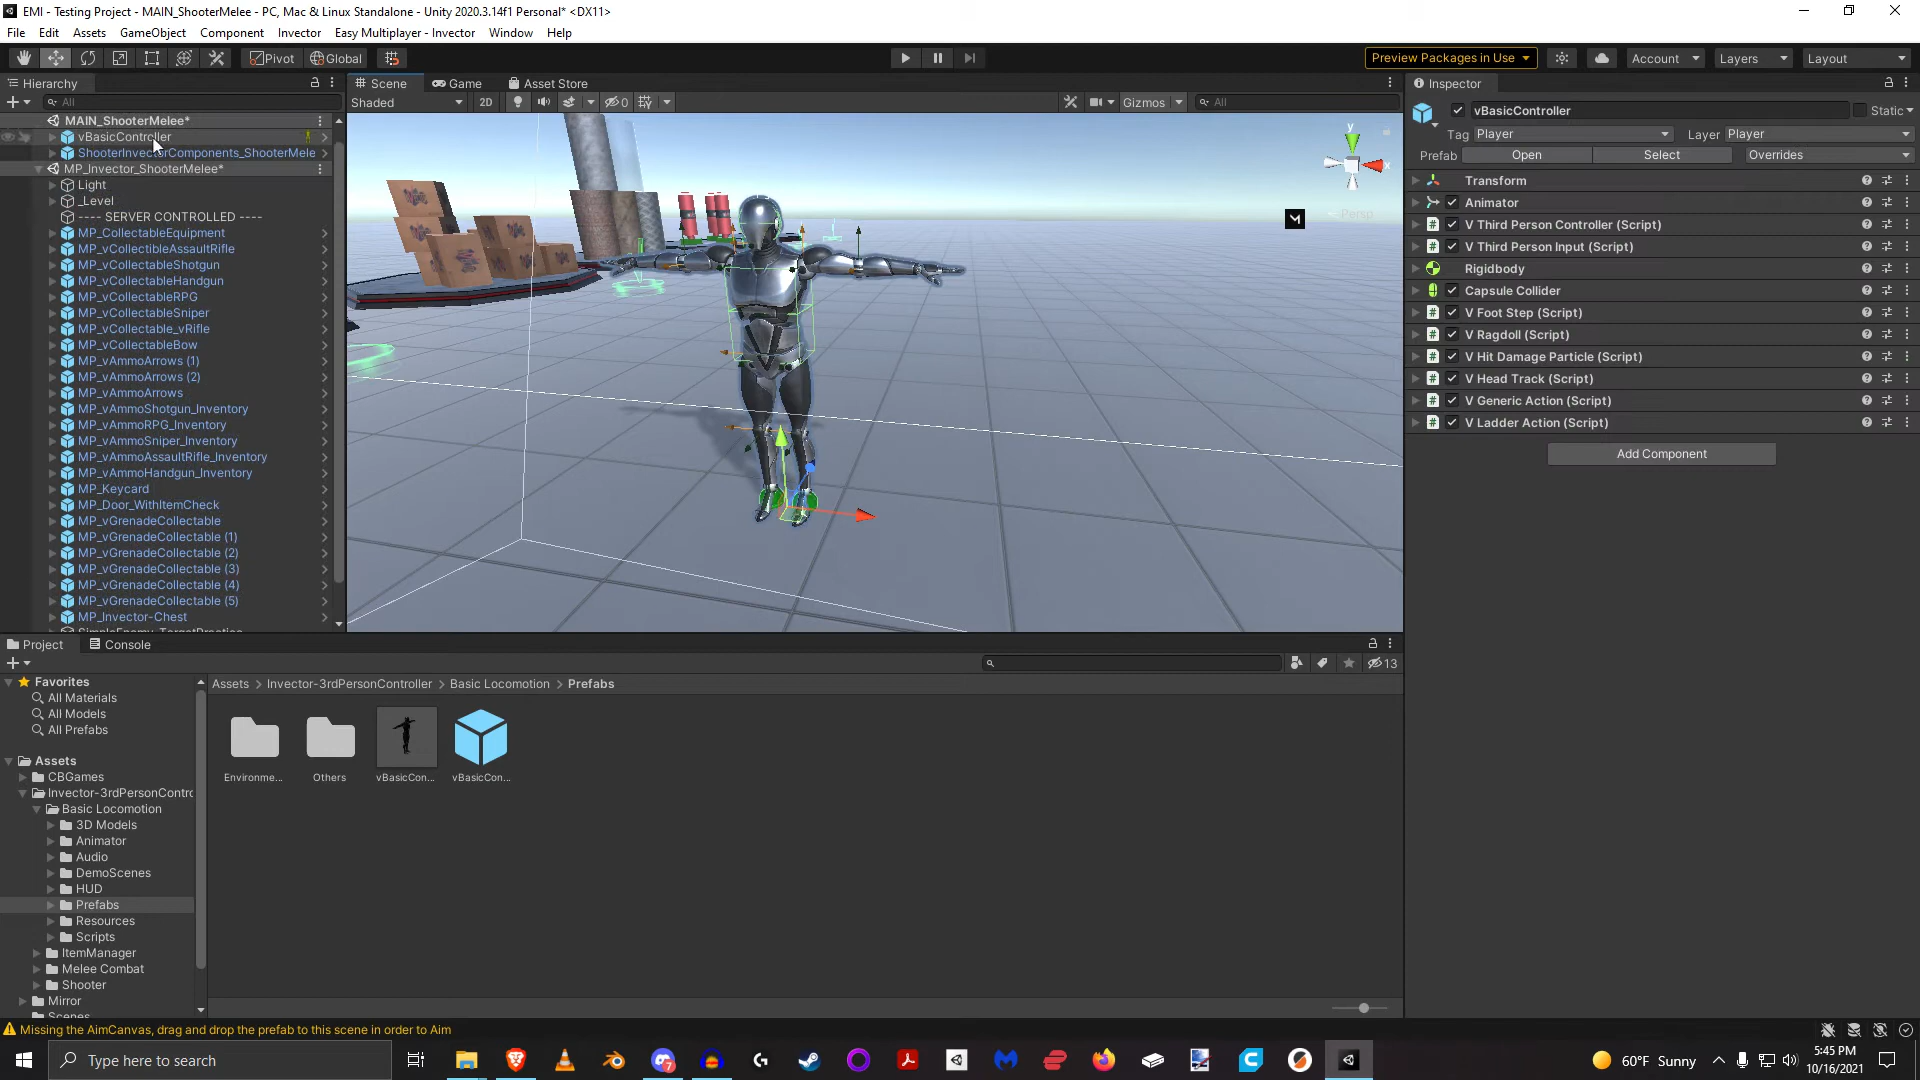 EMI - Testing Project - MAIN_ShooterMelee - PC, Mac & Linux Standalone - Unity 2020.3.14f1 Personal* <DX11>
File Edit Assets GameObject Component Invector Easy Multiplayer - Invector Window Help
Pivot Global Preview Packages in Use Account Layers Layout
Hierarchy
All
MAIN_ShooterMelee*
vBasicController
ShooterInvectorComponents_ShooterMele
MP_Invector_ShooterMelee*
Light
_Level
---- SERVER CONTROLLED ----
MP_CollectableEquipment
MP_vCollectibleAssaultRifle
MP_vCollectableShotgun
MP_vCollectableHandgun
MP_vCollectableRPG
MP_vCollectableSniper
MP_vCollectable_vRifle
MP_vCollectableBow
MP_vAmmoArrows (1)
MP_vAmmoArrows (2)
MP_vAmmoArrows
MP_vAmmoShotgun_Inventory
MP_vAmmoRPG_Inventory
MP_vAmmoSniper_Inventory
MP_vAmmoAssaultRifle_Inventory
MP_vAmmoHandgun_Inventory
MP_Keycard
MP_Door_WithItemCheck
MP_vGrenadeCollectable
MP_vGrenadeCollectable (1)
MP_vGrenadeCollectable (2)
MP_vGrenadeCollectable (3)
MP_vGrenadeCollectable (4)
MP_vGrenadeCollectable (5)
MP_Invector-Chest
SimpleEnemy_TargetPractice
Scene Game Asset Store
Shaded 2D 0 Gizmos All
y
x
Persp
Inspector
vBasicController Static
Tag Player Layer Player
Prefab Open Select Overrides
Transform
Animator
V Third Person Controller (Script)
V Third Person Input (Script)
Rigidbody
Capsule Collider
V Foot Step (Script)
V Ragdoll (Script)
V Hit Damage Particle (Script)
V Head Track (Script)
V Generic Action (Script)
V Ladder Action (Script)
Add Component
Project Console
13
Favorites
All Materials
All Models
All Prefabs
Assets
CBGames
Invector-3rdPersonContro
Basic Locomotion
3D Models
Animator
Audio
DemoScenes
HUD
Prefabs
Resources
Scripts
ItemManager
Melee Combat
Shooter
Mirror
Scenes
Assets > Invector-3rdPersonController > Basic Locomotion > Prefabs
Environme... Others vBasicCon... vBasicCon...
Missing the AimCanvas, drag and drop the prefab to this scene in order to Aim
Type here to search
7
60°F Sunny
5:45 PM
10/16/2021